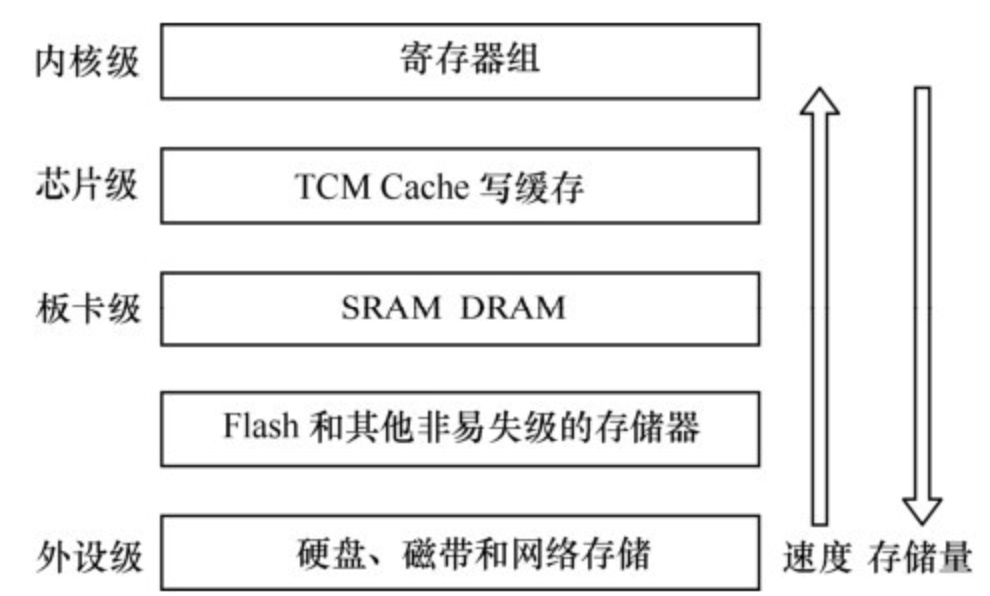 内核级 寄存器组
芯片级 TCM Cache 写缓存
板卡级 SRAM DRAM
Flash 和其他非易失级的存储器
外设级 硬盘、磁带和网络存储 速度 存储量